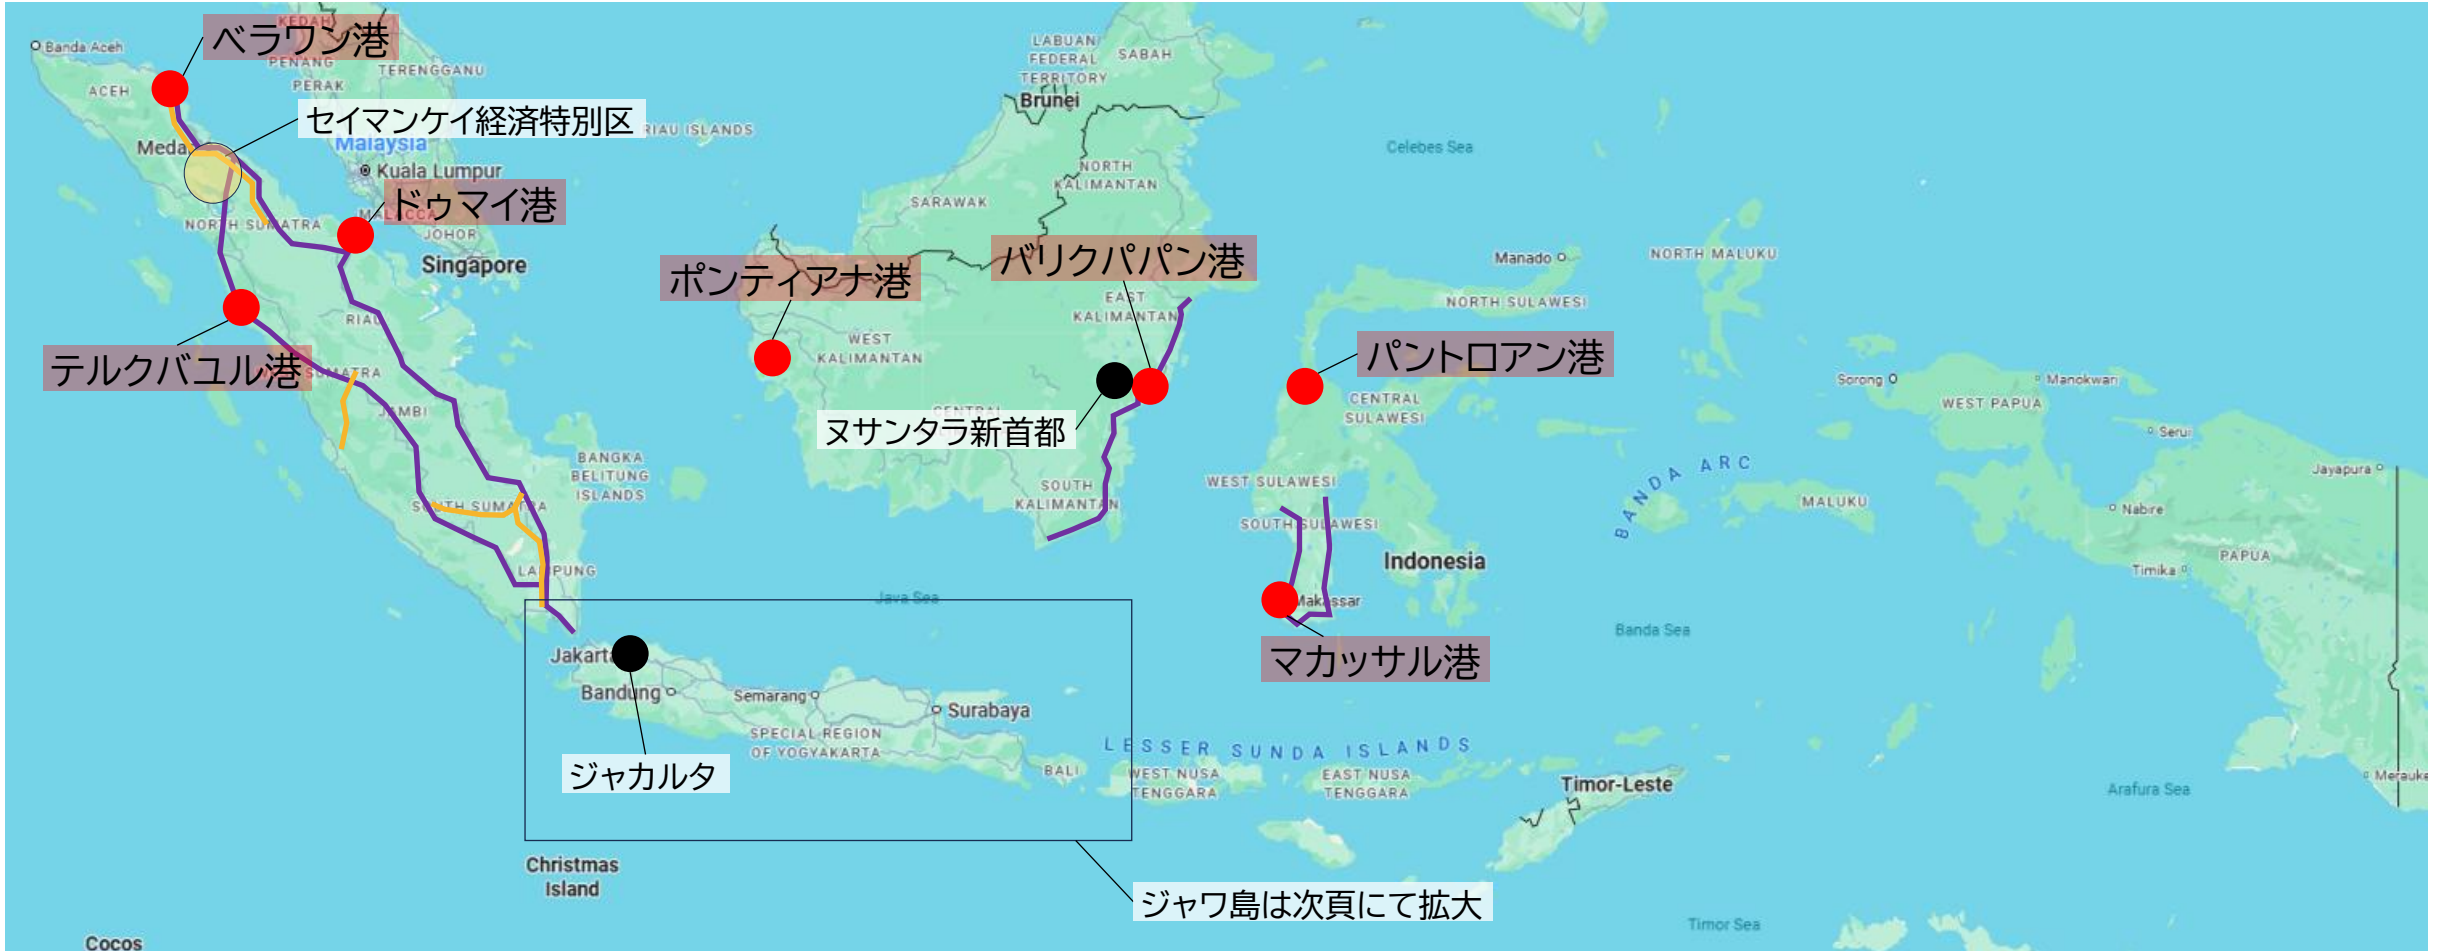 ベラワン港
セイマンケイ経済特別区
ドゥマイ港
テルクバユル港
ポンティアナ港
バリクパパン港
ヌサンタラ新首都
パントロアン港
マカッサル港
ジャカルタ
ジャワ島は次頁にて拡大
Banda Aceh
ACEH
KEDAH
PENANG
PERAK
TERENGGANU
Malaysia
Kuala Lumpur
JOHOR
Singapore
RIAU ISLANDS
NORTH SUMATRA
RIAU
JAMBI
SOUTH SUMATRA
LAMPUNG
BANGKA
BELITUNG
ISLANDS
LABUAN
FEDERAL
TERRITORY
SABAH
Brunei
SARAWAK
NORTH
KALIMANTAN
EAST
KALIMANTAN
WEST
KALIMANTAN
CENTRAL
SOUTH
KALIMANTAN
Celebes Sea
Manado
NORTH SULAWESI
NORTH MALUKU
CENTRAL
SULAWESI
WEST SULAWESI
SOUTH SULAWESI
Makassar
Indonesia
Sorong
Manokwari
WEST PAPUA
Serui
Jayapura
BANDA ARC
MALUKU
Nabire
PAPUA
Timika
Java Sea
Banda Sea
Jakarta
Bandung
Semarang
Surabaya
SPECIAL REGION
OF YOGYAKARTA
BALI
LESSER SUNDA ISLANDS
WEST NUSA
TENGGARA
EAST NUSA
TENGGARA
Timor-Leste
Arafura Sea
Merauke
Christmas
Island
Timor Sea
Cocos